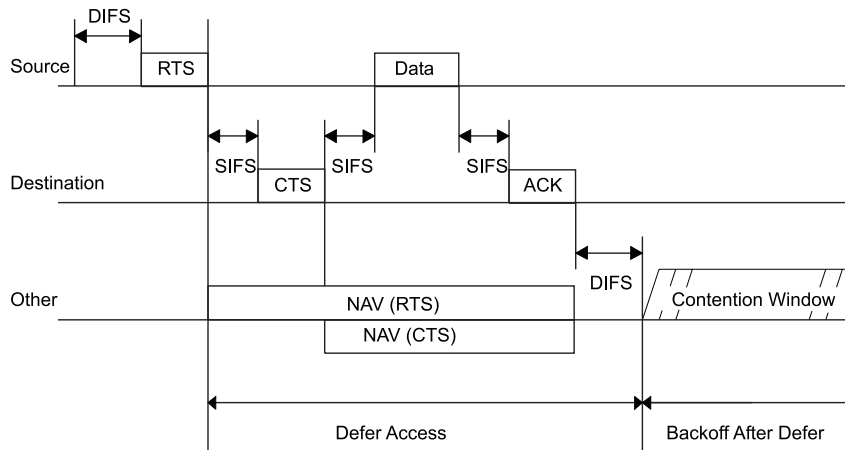 DIFS
Source
RTS
Data
SIFS
SIFS
SIFS
Destination
CTS
ACK
DIFS
Other
NAV (RTS)
Contention Window
NAV (CTS)
Defer Access
Backoff After Defer